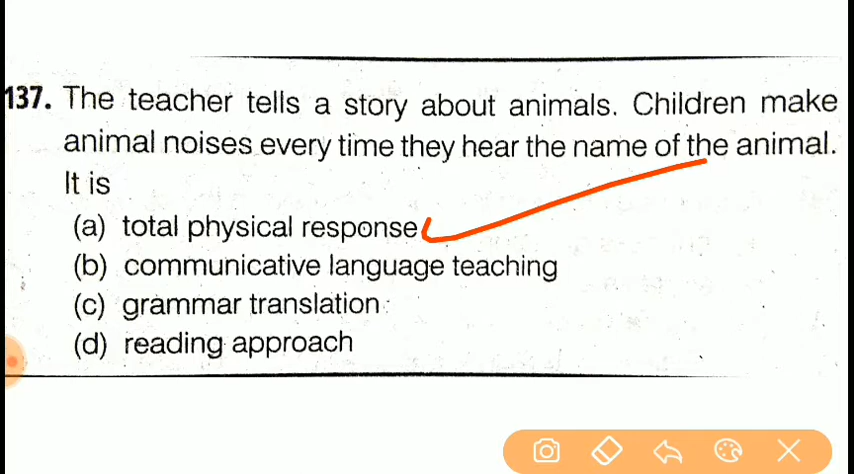 137. The teacher tells a story about animals. Children make
animal noises every time they hear the name of the animal.
It is
(a) total physical response
(b) communicative language teaching
(c) grammar translation
(d) reading approach